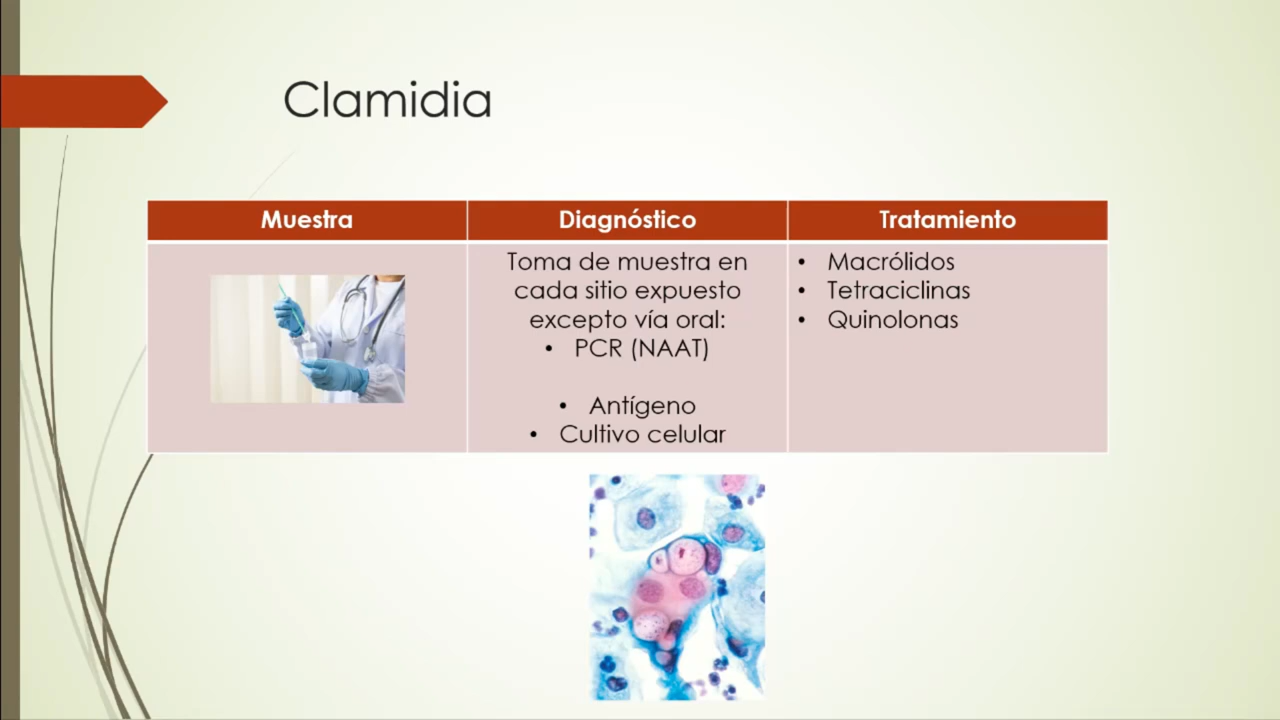 Clamidia
Muestra
Diagnóstico
Tratamiento
Toma de muestra en
cada sitio expuesto
excepto vía oral:
• PCR (NAAT)
• Antígeno
• Cultivo celular
• Macrólidos
• Tetraciclinas
• Quinolonas